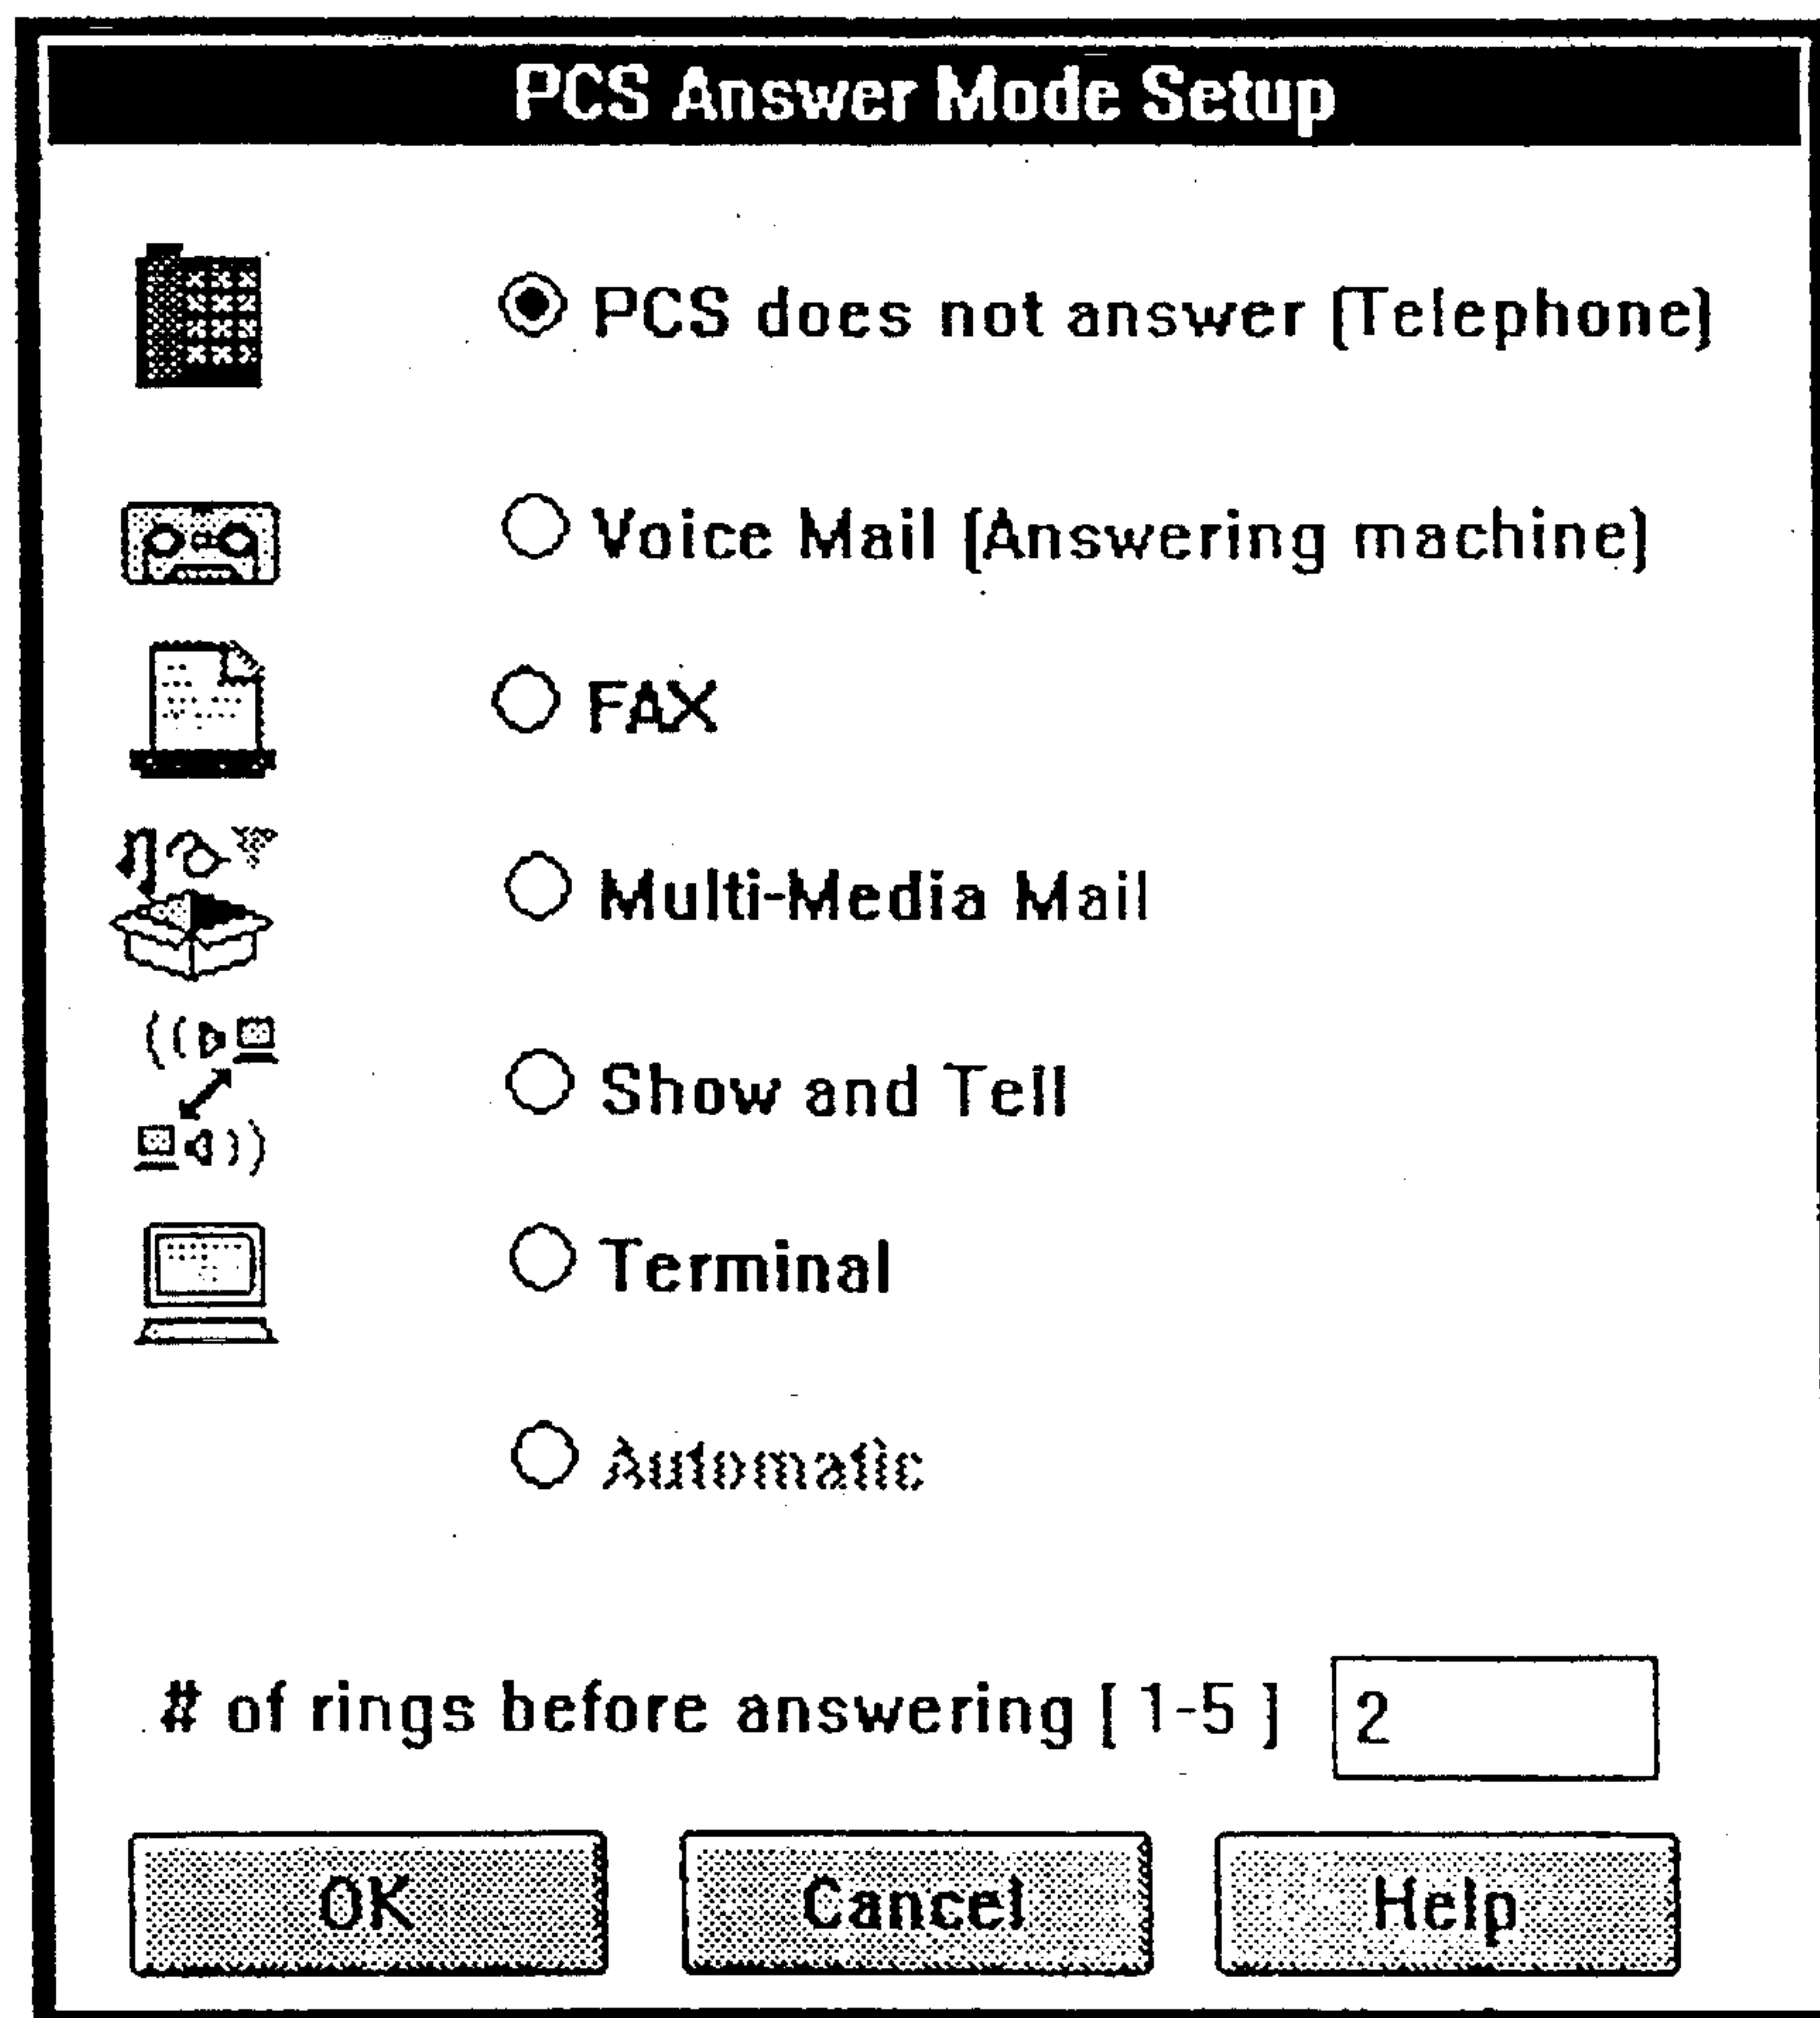 PCS Answer Mode Setup
PCS does not answer (Telephone)
Voice Mail (Answering machine)
FAX
Multi-Media Mail
Show and Tell
Terminal
Automatic
# of rings before answering [ 1-5 ] 2
OK Cancel Help